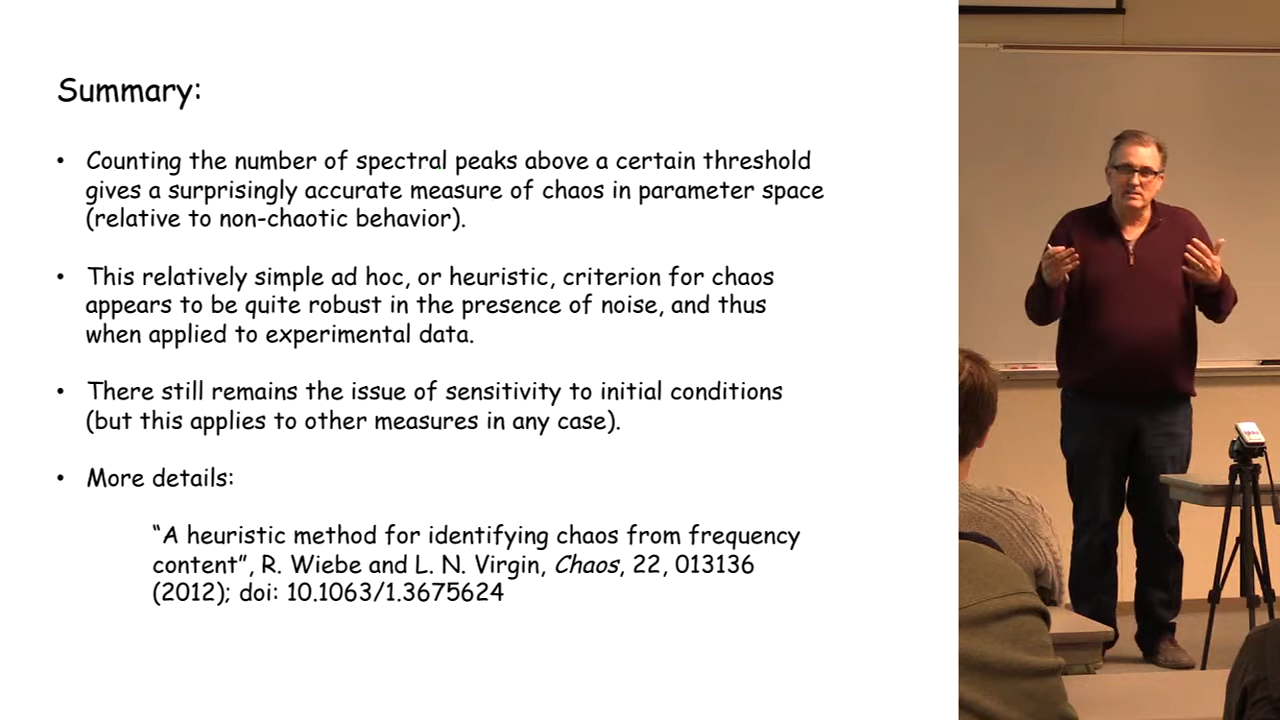 Summary:
• Counting the number of spectral peaks above a certain threshold
gives a surprisingly accurate measure of chaos in parameter space
(relative to non-chaotic behavior).
• This relatively simple ad hoc, or heuristic, criterion for chaos
appears to be quite robust in the presence of noise, and thus
when applied to experimental data.
• There still remains the issue of sensitivity to initial conditions
(but this applies to other measures in any case).
• More details:
“A heuristic method for identifying chaos from frequency
content”, R. Wiebe and L. N. Virgin, Chaos, 22, 013136
(2012); doi: 10.1063/1.3675624